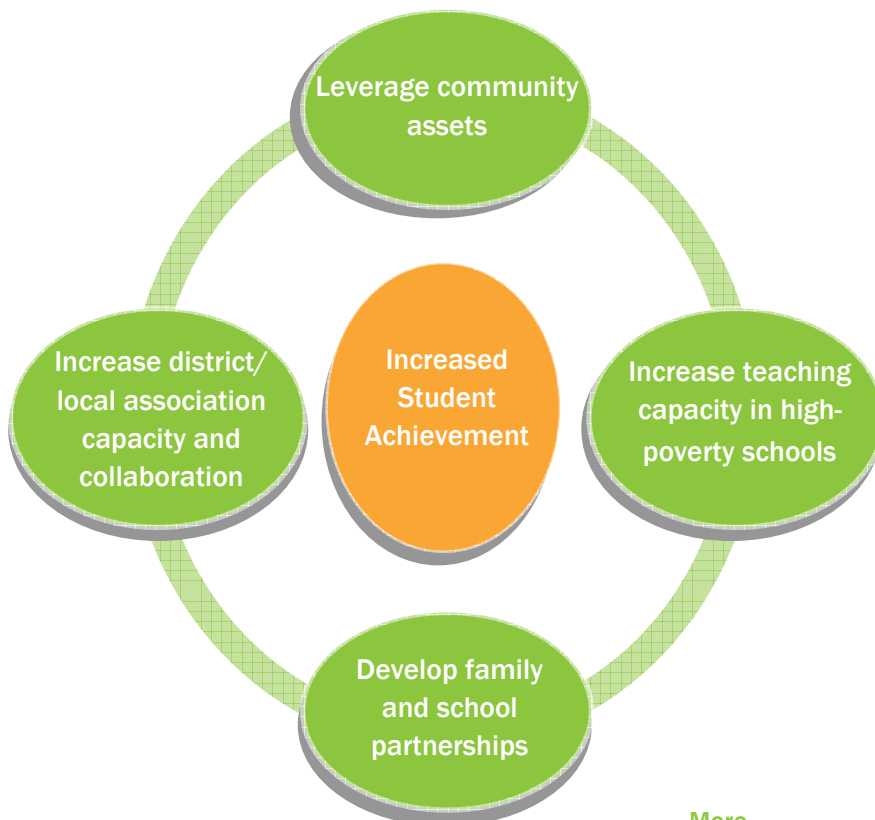 Leverage community
assets
Increase district/
local association
capacity and
collaboration
Increased
Student
Achievement
Increase teaching
capacity in high-
poverty schools
Develop family
and school
partnerships
More